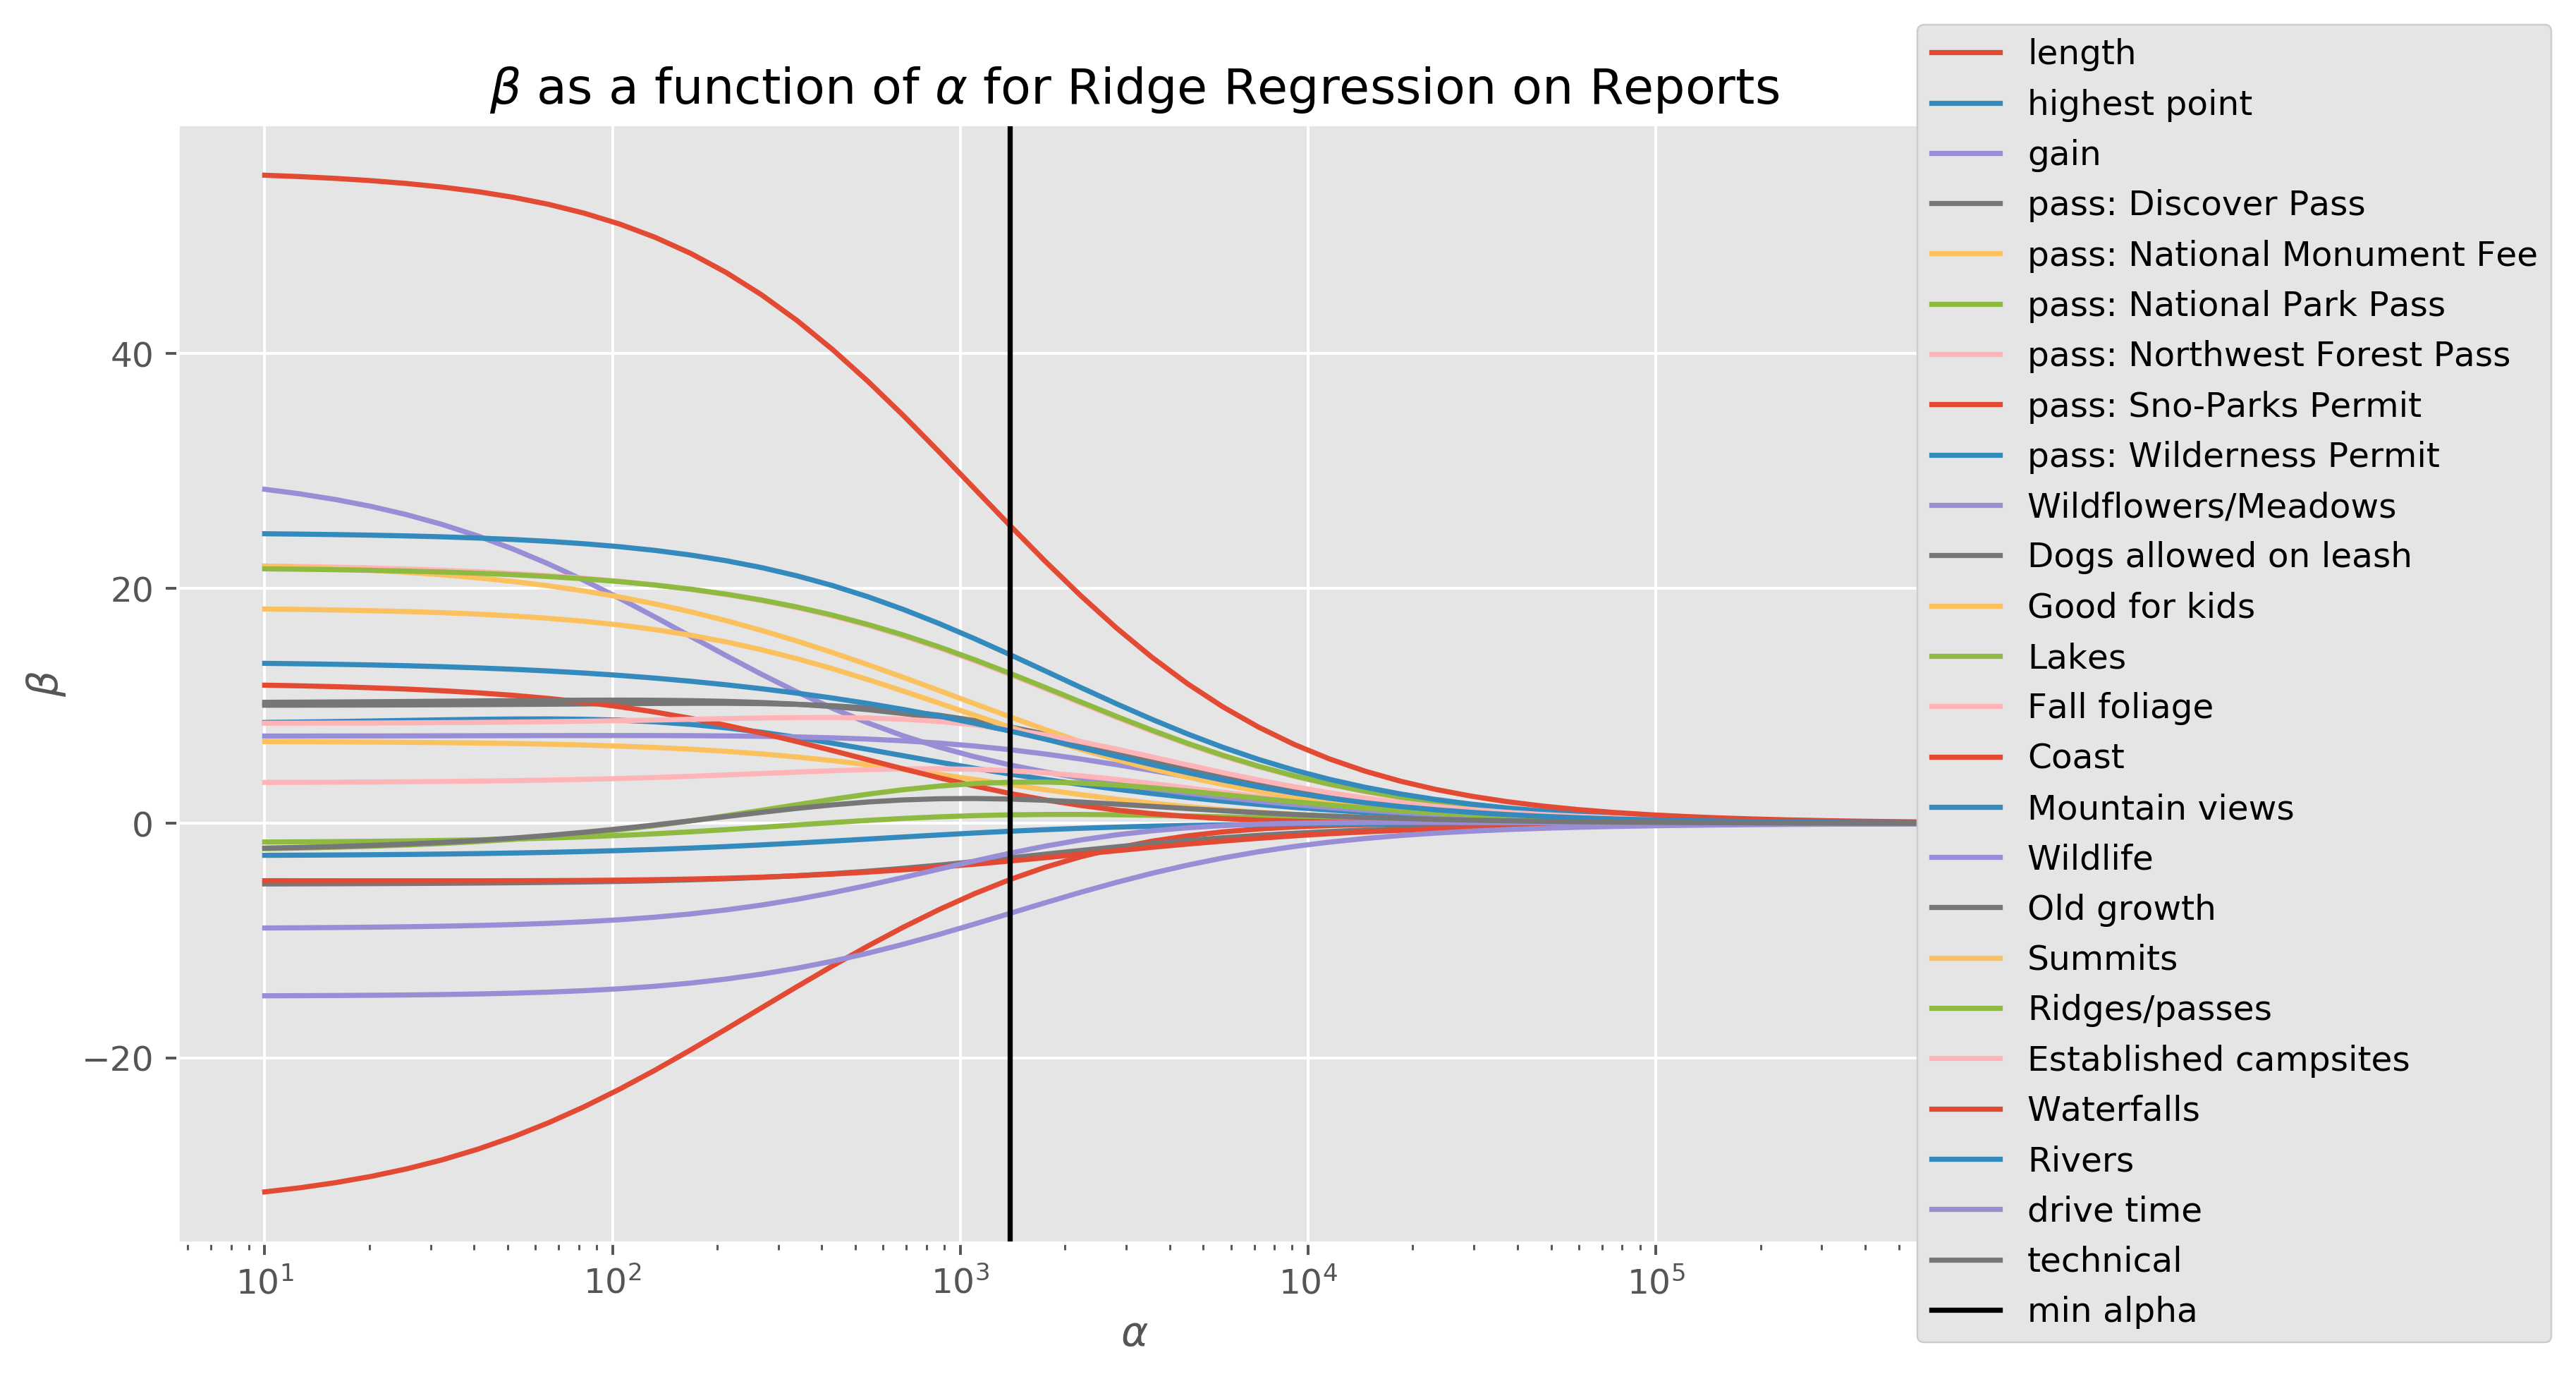 β as a function of α for Ridge Regression on Reports
β
40
20
0
−20
10¹
10²
10³
10⁴
10⁵
α
length
highest point
gain
pass: Discover Pass
pass: National Monument Fee
pass: National Park Pass
pass: Northwest Forest Pass
pass: Sno-Parks Permit
pass: Wilderness Permit
Wildflowers/Meadows
Dogs allowed on leash
Good for kids
Lakes
Fall foliage
Coast
Mountain views
Wildlife
Old growth
Summits
Ridges/passes
Established campsites
Waterfalls
Rivers
drive time
technical
min alpha